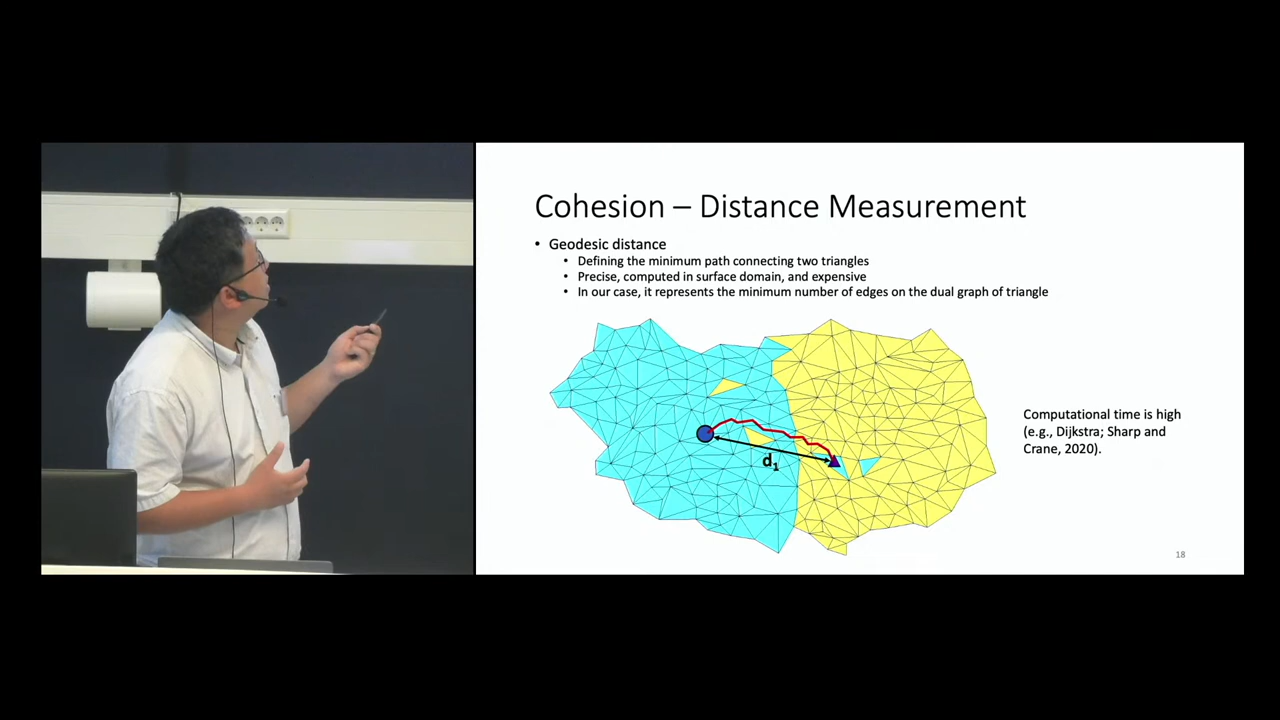 Cohesion – Distance Measurement
• Geodesic distance
• Defining the minimum path connecting two triangles
• Precise, computed in surface domain, and expensive
• In our case, it represents the minimum number of edges on the dual graph of triangle
Computational time is high
(e.g., Dijkstra; Sharp and
Crane, 2020).
d1
18